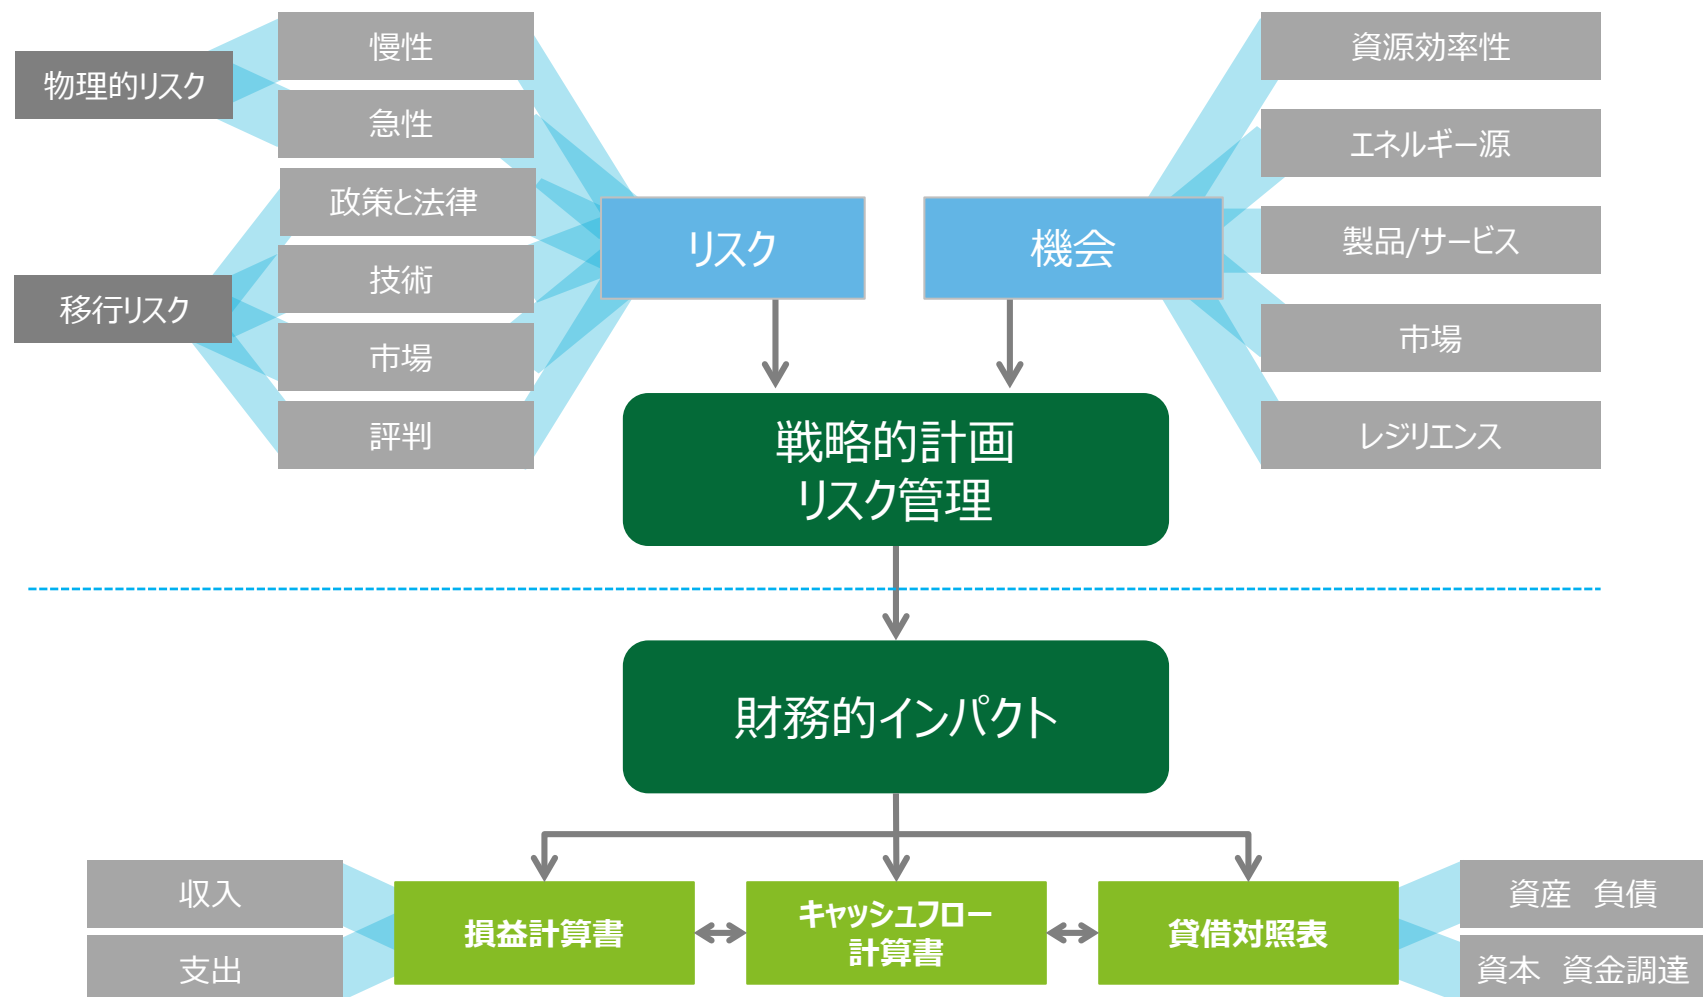 物理的リスク
移行リスク
慢性
急性
政策と法律
技術
市場
評判
リスク
機会
資源効率性
エネルギー源
製品/サービス
市場
レジリエンス
戦略的計画
リスク管理
財務的インパクト
収入
支出
損益計算書
キャッシュフロー
計算書
貸借対照表
資産　負債
資本　資金調達